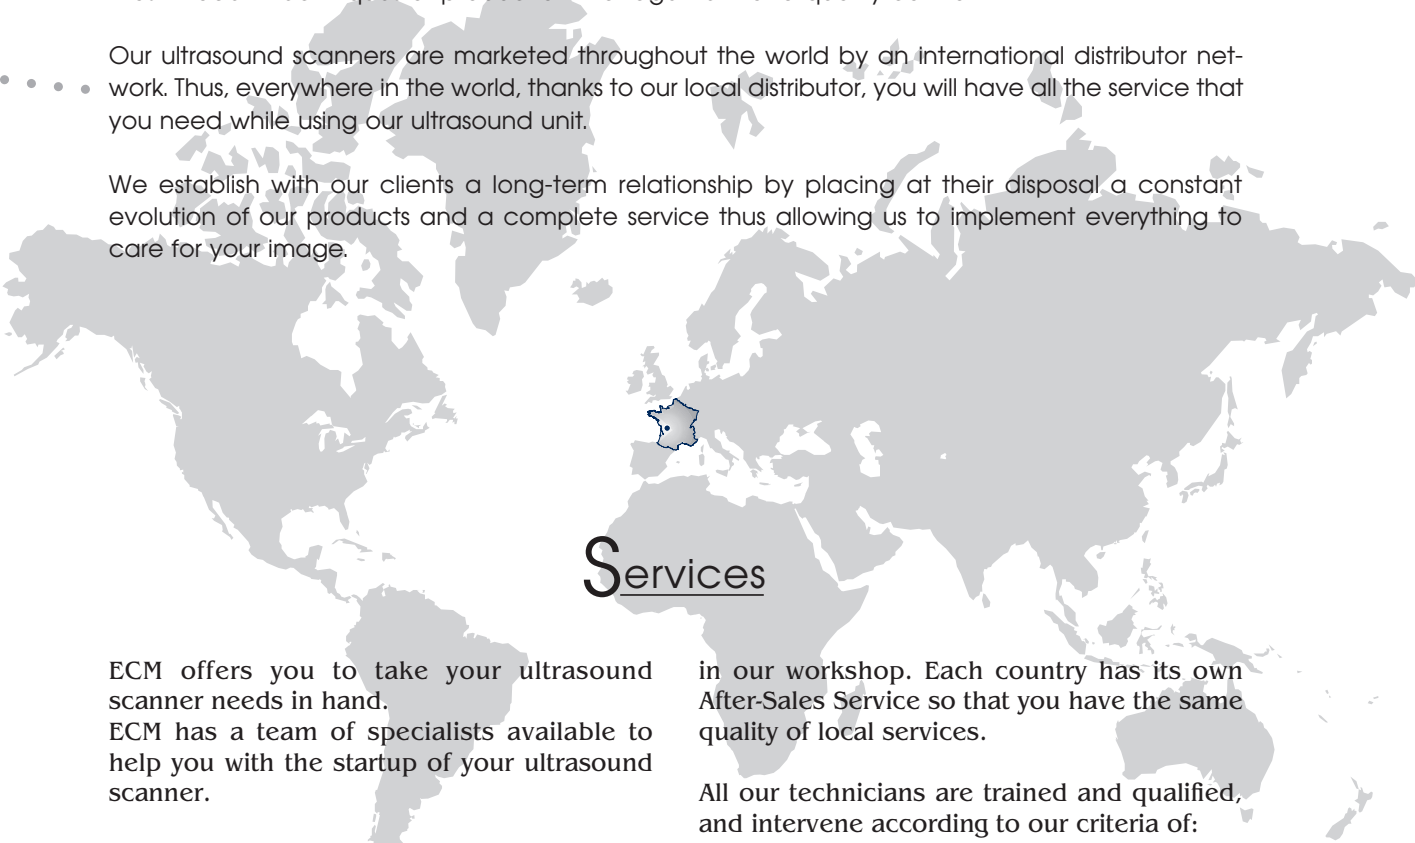 Our ultrasound scanners are marketed throughout the world by an international distributor net-
work. Thus, everywhere in the world, thanks to our local distributor, you will have all the service that
you need while using our ultrasound unit.
We establish with our clients a long-term relationship by placing at their disposal a constant
evolution of our products and a complete service thus allowing us to implement everything to
care for your image.
Services
ECM offers you to take your ultrasound
scanner needs in hand.
ECM has a team of specialists available to
help you with the startup of your ultrasound
scanner.
in our workshop. Each country has its own
After-Sales Service so that you have the same
quality of local services.
All our technicians are trained and qualified,
and intervene according to our criteria of: